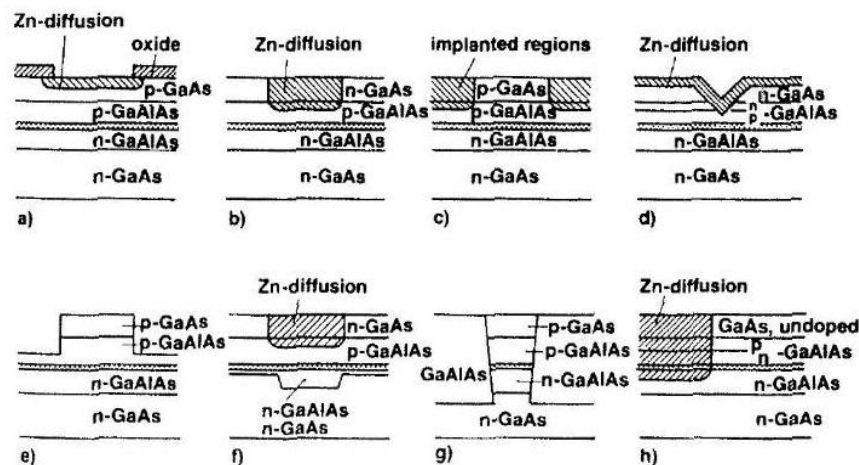 Zn-diffusion
oxide
p-GaAs
p-GaAlAs
n-GaAlAs
n-GaAs
a)
Zn-diffusion
n-GaAs
p-GaAlAs
n-GaAlAs
n-GaAs
b)
implanted regions
p-GaAs
p-GaAlAs
n-GaAlAs
n-GaAs
c)
Zn-diffusion
n-GaAs
n
p -GaAlAs
n-GaAlAs
n-GaAs
d)
p-GaAs
p-GaAlAs
n-GaAlAs
n-GaAs
e)
Zn-diffusion
n-GaAs
p-GaAlAs
n-GaAlAs
n-GaAs
f)
p-GaAs
p-GaAlAs
GaAlAs
n-GaAlAs
n-GaAs
g)
Zn-diffusion
GaAs, undoped
p
n -GaAlAs
n-GaAlAs
n-GaAs
h)